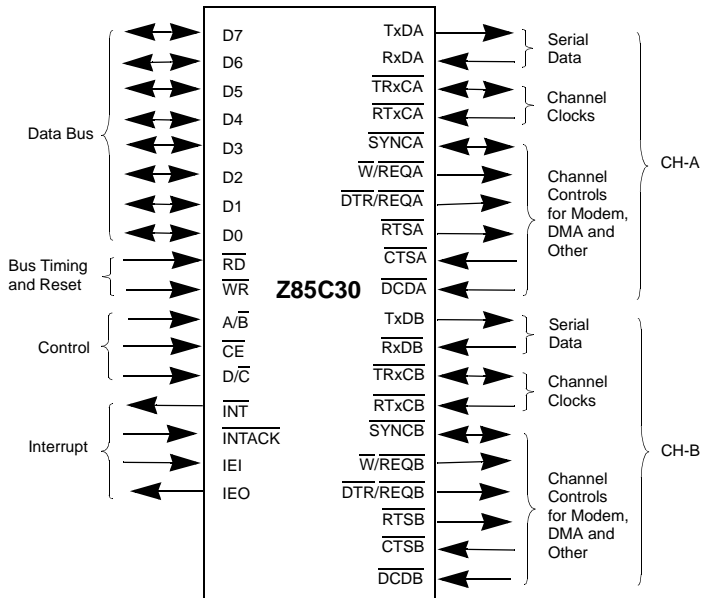 Data Bus
Bus Timing
and Reset
Control
Interrupt
D7
D6
D5
D4
D3
D2
D1
D0
RD
WR
A/B
CE
D/C
INT
INTACK
IEI
IEO
Z85C30
TxDA
RxDA
TRxCA
RTxCA
SYNCA
W/REQA
DTR/REQA
RTSA
CTSA
DCDA
TxDB
RxDB
TRxCB
RTxCB
SYNCB
W/REQB
DTR/REQB
RTSB
CTSB
DCDB
Serial
Data
Channel
Clocks
Channel
Controls
for Modem,
DMA and
Other
CH-A
Serial
Data
Channel
Clocks
Channel
Controls
for Modem,
DMA and
Other
CH-B